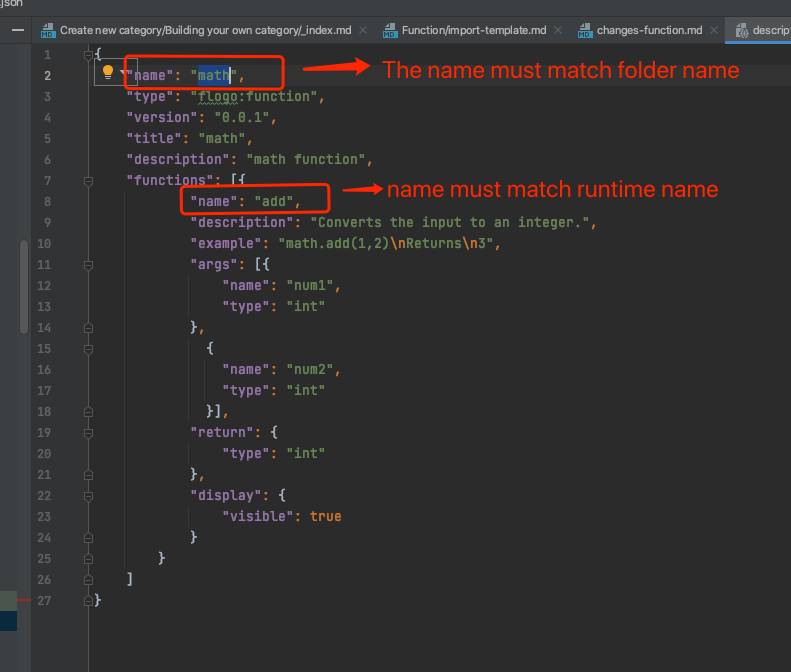 .json
Create new category/Building your own category/_index.md × Function/import-template.md × changes-function.md × descrip
1 {
2 "name": "math", The name must match folder name
3 "type": "flogo:function",
4 "version": "0.0.1",
5 "title": "math",
6 "description": "math function",
7 "functions": [{
8 "name": "add", name must match runtime name
9 "description": "Converts the input to an integer.",
10 "example": "math.add(1,2)\nReturns\n3",
11 "args": [{
12 "name": "num1",
13 "type": "int"
14 },
15 {
16 "name": "num2",
17 "type": "int"
18 }],
19 "return": {
20 "type": "int"
21 },
22 "display": {
23 "visible": true
24 }
25 }
26 ]
27 }